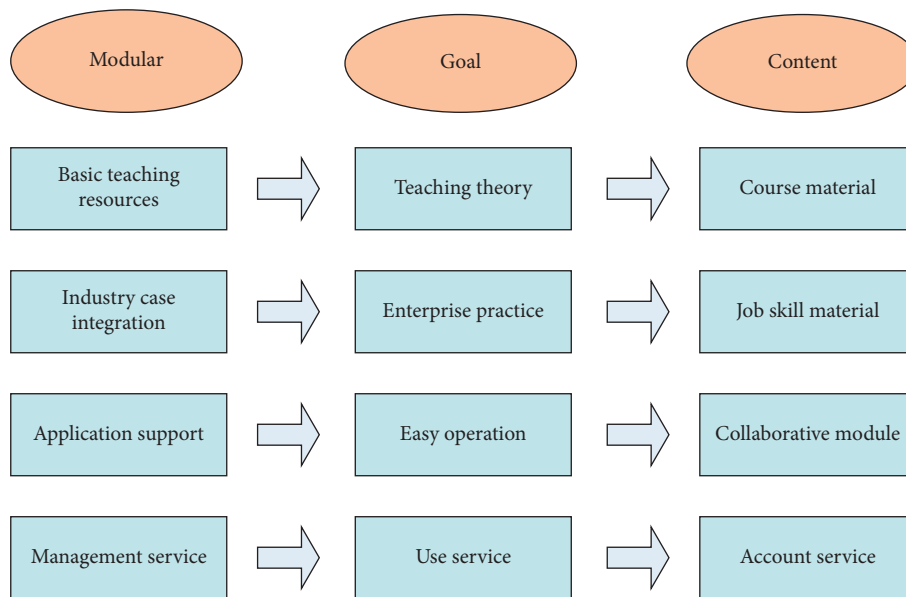 Modular
Goal
Content
Basic teaching
resources
Teaching theory
Course material
Industry case
integration
Enterprise practice
Job skill material
Application support
Easy operation
Collaborative module
Management service
Use service
Account service